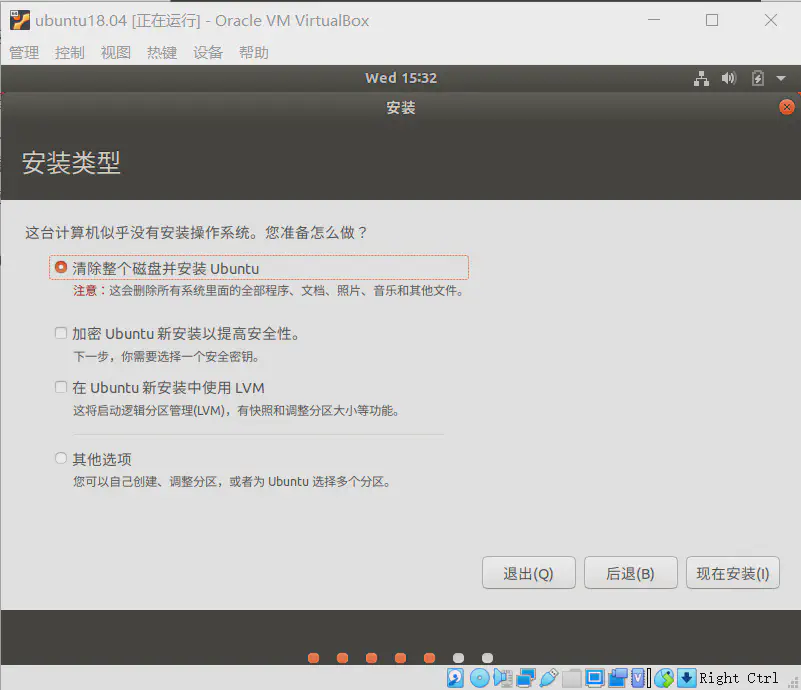 ubuntu18.04 [正在运行] - Oracle VM VirtualBox
管理 控制 视图 热键 设备 帮助
Wed 15:32
安装
安装类型
这台计算机似乎没有安装操作系统。您准备怎么做？
清除整个磁盘并安装 Ubuntu
注意：这会删除所有系统里面的全部程序、文档、照片、音乐和其他文件。
加密 Ubuntu 新安装以提高安全性。
下一步，你需要选择一个安全密钥。
在 Ubuntu 新安装中使用 LVM
这将启动逻辑分区管理(LVM)，有快照和调整分区大小等功能。
其他选项
您可以自己创建、调整分区，或者为 Ubuntu 选择多个分区。
退出(Q) 后退(B) 现在安装(I)
Right Ctrl